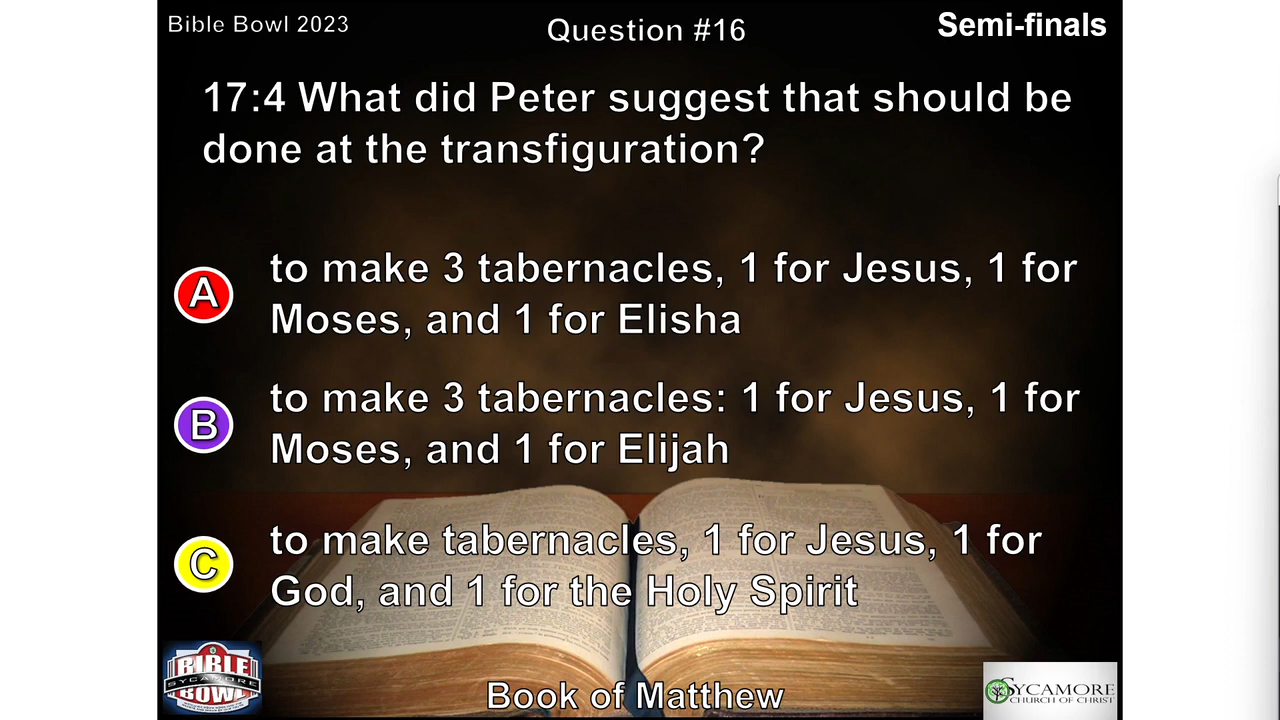 Bible Bowl 2023
Question #16
Semi-finals
17:4 What did Peter suggest that should be
done at the transfiguration?
A
to make 3 tabernacles, 1 for Jesus, 1 for
Moses, and 1 for Elisha
B
to make 3 tabernacles: 1 for Jesus, 1 for
Moses, and 1 for Elijah
C
to make tabernacles, 1 for Jesus, 1 for
God, and 1 for the Holy Spirit
BIBLE
SYCAMORE
BOWL
Book of Matthew
SYCAMORE
CHURCH OF CHRIST